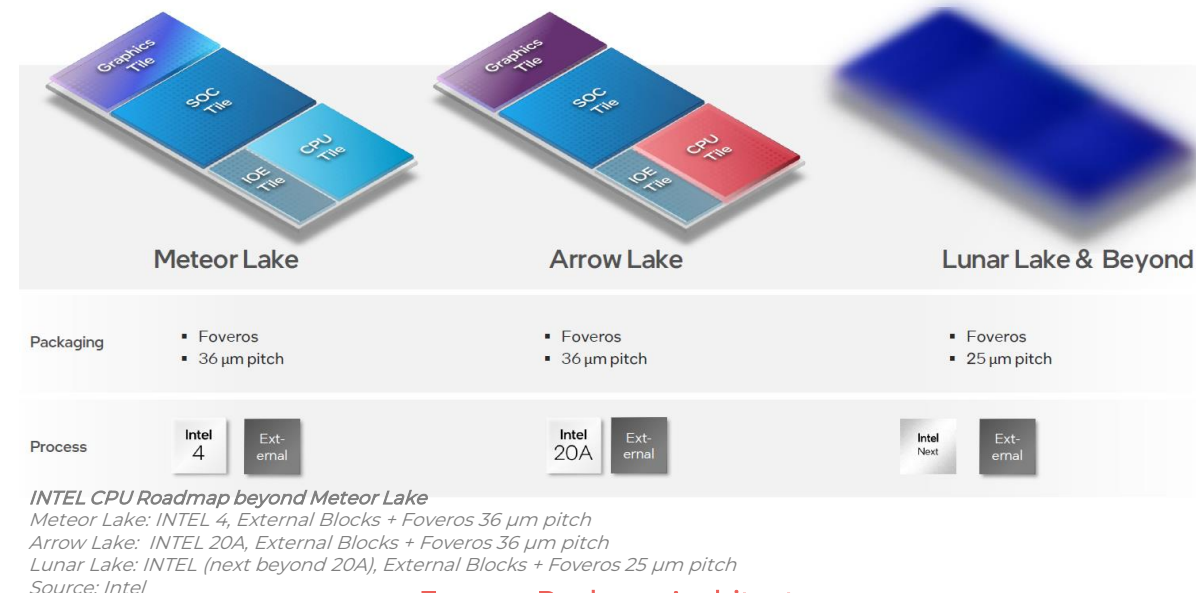 Graphics
Tile
SOC
Tile
CPU
Tile
IOE
Tile
Graphics
Tile
SOC
Tile
CPU
Tile
IOE
Tile
Meteor Lake
Arrow Lake
Lunar Lake & Beyond
Packaging
▪ Foveros
▪ 36 µm pitch
▪ Foveros
▪ 36 µm pitch
▪ Foveros
▪ 25 µm pitch
Process
Intel
4
Ext-
ernal
Intel
20A
Ext-
ernal
Intel
Next
Ext-
ernal
INTEL CPU Roadmap beyond Meteor Lake
Meteor Lake: INTEL 4, External Blocks + Foveros 36 µm pitch
Arrow Lake: INTEL 20A, External Blocks + Foveros 36 µm pitch
Lunar Lake: INTEL (next beyond 20A), External Blocks + Foveros 25 µm pitch
Source: Intel